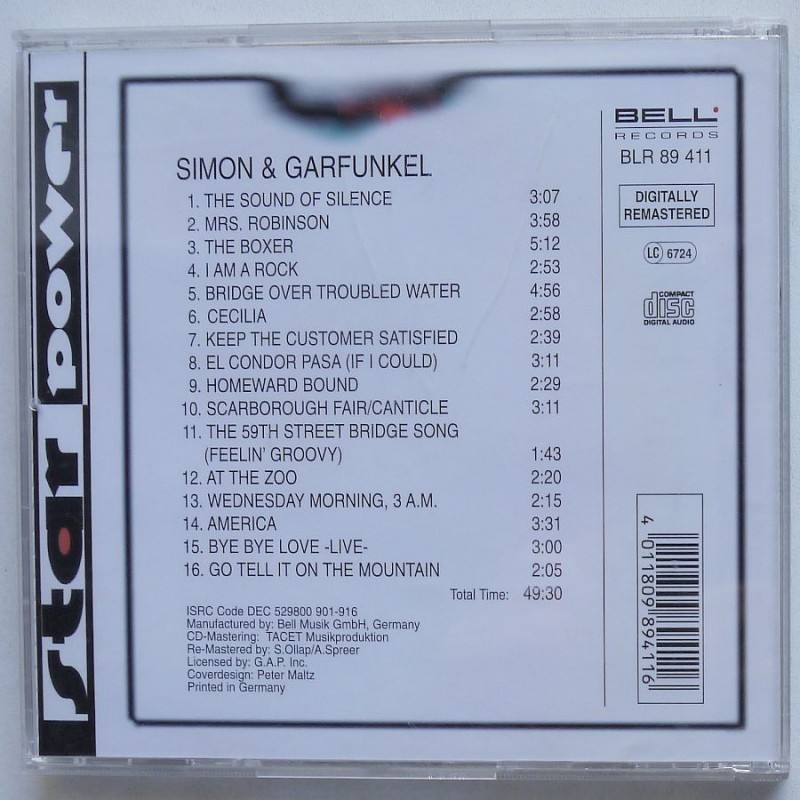 star power
SIMON & GARFUNKEL
1. THE SOUND OF SILENCE 3:07
2. MRS. ROBINSON 3:58
3. THE BOXER 5:12
4. I AM A ROCK 2:53
5. BRIDGE OVER TROUBLED WATER 4:56
6. CECILIA 2:58
7. KEEP THE CUSTOMER SATISFIED 2:39
8. EL CONDOR PASA (IF I COULD) 3:11
9. HOMEWARD BOUND 2:29
10. SCARBOROUGH FAIR/CANTICLE 3:11
11. THE 59TH STREET BRIDGE SONG
(FEELIN' GROOVY) 1:43
12. AT THE ZOO 2:20
13. WEDNESDAY MORNING, 3 A.M. 2:15
14. AMERICA 3:31
15. BYE BYE LOVE -LIVE- 3:00
16. GO TELL IT ON THE MOUNTAIN 2:05
Total Time: 49:30
ISRC Code DEC 529800 901-916
Manufactured by: Bell Musik GmbH, Germany
CD-Mastering: TACET Musikproduktion
Re-Mastered by: S.Ollap/A.Spreer
Licensed by: G.A.P. Inc.
Coverdesign: Peter Maltz
Printed in Germany
BELL
RECORDS
BLR 89 411
DIGITALLY
REMASTERED
LC 6724
COMPACT
disc
DIGITAL AUDIO
4 011809 894116